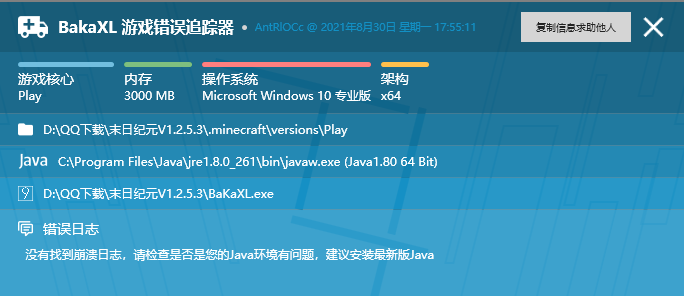 BakaXL 游戏错误追踪器 • AntRlOCc @ 2021年8月30日 星期一 17:55:11
复制信息求助他人
游戏核心 内存 操作系统 架构
Play 3000 MB Microsoft Windows 10 专业版 x64
D:\QQ下载\末日纪元V1.2.5.3\.minecraft\versions\Play
Java C:\Program Files\Java\jre1.8.0_261\bin\javaw.exe (Java1.80 64 Bit)
D:\QQ下载\末日纪元V1.2.5.3\BaKaXL.exe
错误日志
没有找到崩溃日志，请检查是否是您的Java环境有问题，建议安装最新版Java